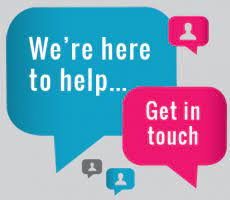 We're here
to help...
Get in
touch